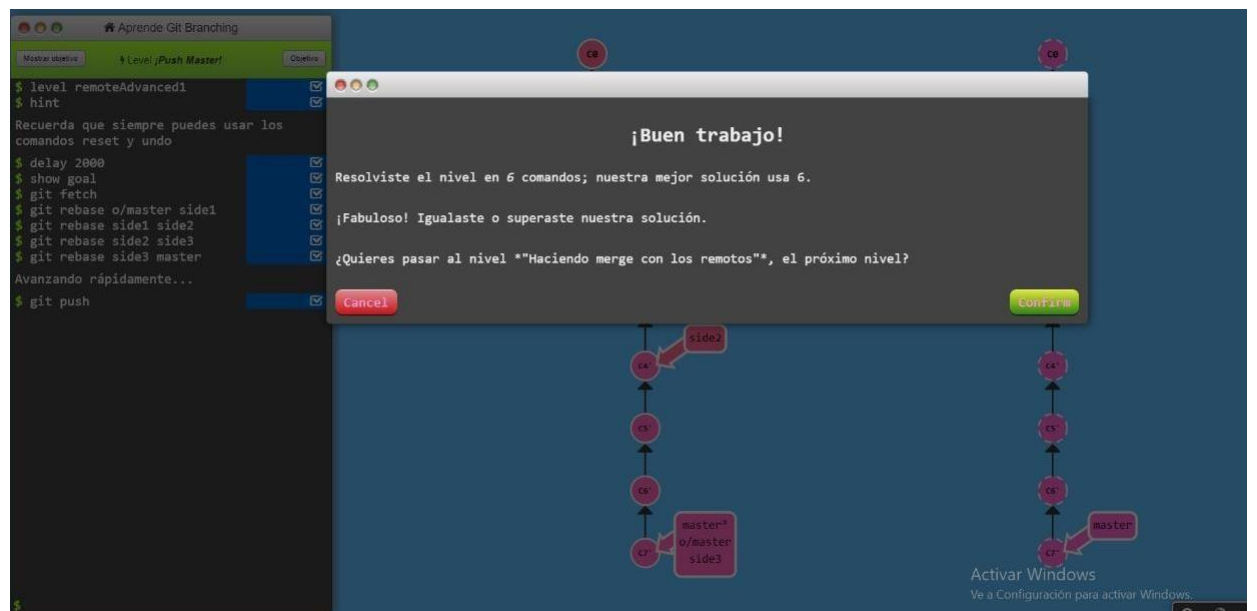 Aprende Git Branching
Mostrar objetivo
Level ¡Push Master!
Objetivo
$ level remoteAdvanced1
$ hint
Recuerda que siempre puedes usar los
comandos reset y undo
$ delay 2000
$ show goal
$ git fetch
$ git rebase o/master side1
$ git rebase side1 side2
$ git rebase side2 side3
$ git rebase side3 master
Avanzando rápidamente...
$ git push
$
C0
C0
¡Buen trabajo!
Resolviste el nivel en 6 comandos; nuestra mejor solución usa 6.
¡Fabuloso! Igualaste o superaste nuestra solución.
¿Quieres pasar al nivel *"Haciendo merge con los remotos"*, el próximo nivel?
Cancel
Confirm
side2
C4'
C4'
C5'
C5'
C6'
C6'
master*
o/master
side3
C7'
master
C7'
Activar Windows
Ve a Configuración para activar Windows.